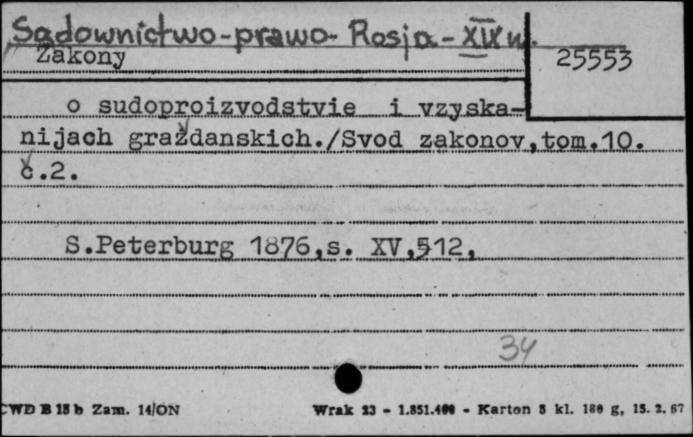 Sądownictwo-prawo- Rosja - XIX w.
Zakony
25553
o sudoproizvodstvie i vzyska-
nijach graždanskich./Svod zakonov,tom.10.
č.2.
S.Peterburg 1876,s. XV,512,
34
CWD B 15 b Zam. 14/ON
Wrak 23 - 1.851.400 - Karton 5 kl. 180 g, 15. 2. 67